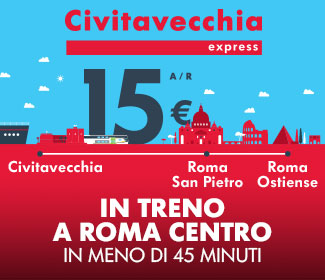 Civitavecchia
express
A/R
15€
Civitavecchia
Roma
San Pietro
Roma
Ostiense
IN TRENO
A ROMA CENTRO
IN MENO DI 45 MINUTI